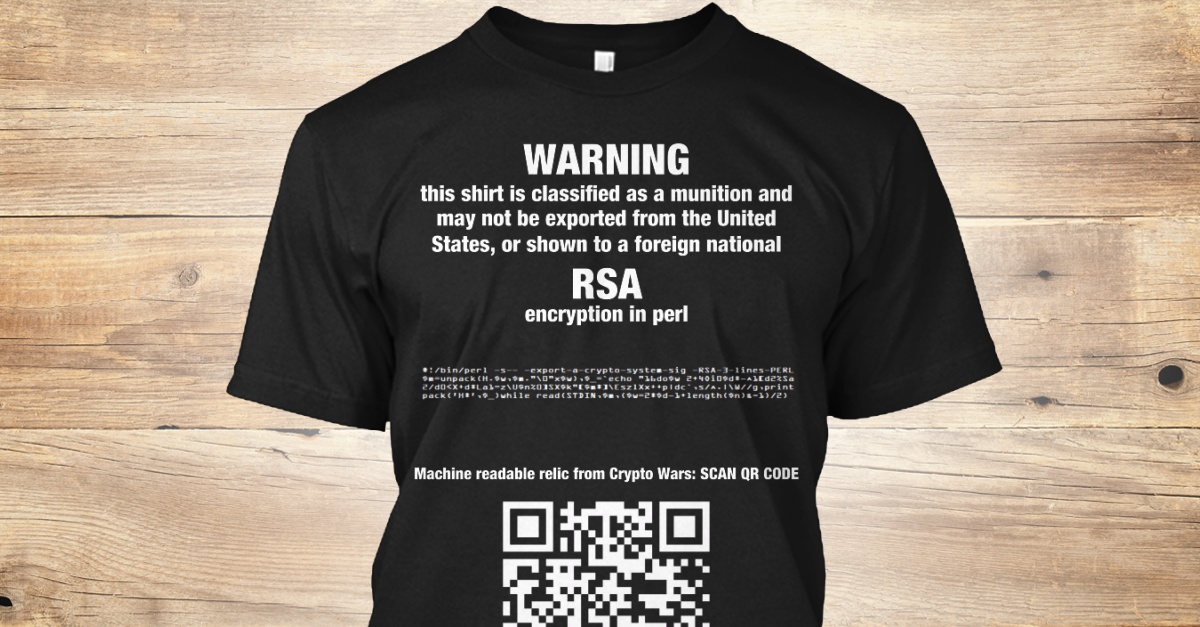 WARNING
this shirt is classified as a munition and
may not be exported from the United
States, or shown to a foreign national
RSA
encryption in perl
#!/bin/perl -s-- -export-a-crypto-system-sig -RSA-3-lines-PERL
$m=unpack(H.$w,$m."\0"x$w),$_=`echo "16do$w 2+4Oi0$d*-^1[d2%Sa
2/d0<X+d*La1=z\U$n%0]SX$k"[$m*]\EszlXx++p|dc`,s/^.|\W//g,print
pack('H*',$_)while read(STDIN,$m,($w=2*$d-1+length($n)&~1)/2)
Machine readable relic from Crypto Wars: SCAN QR CODE